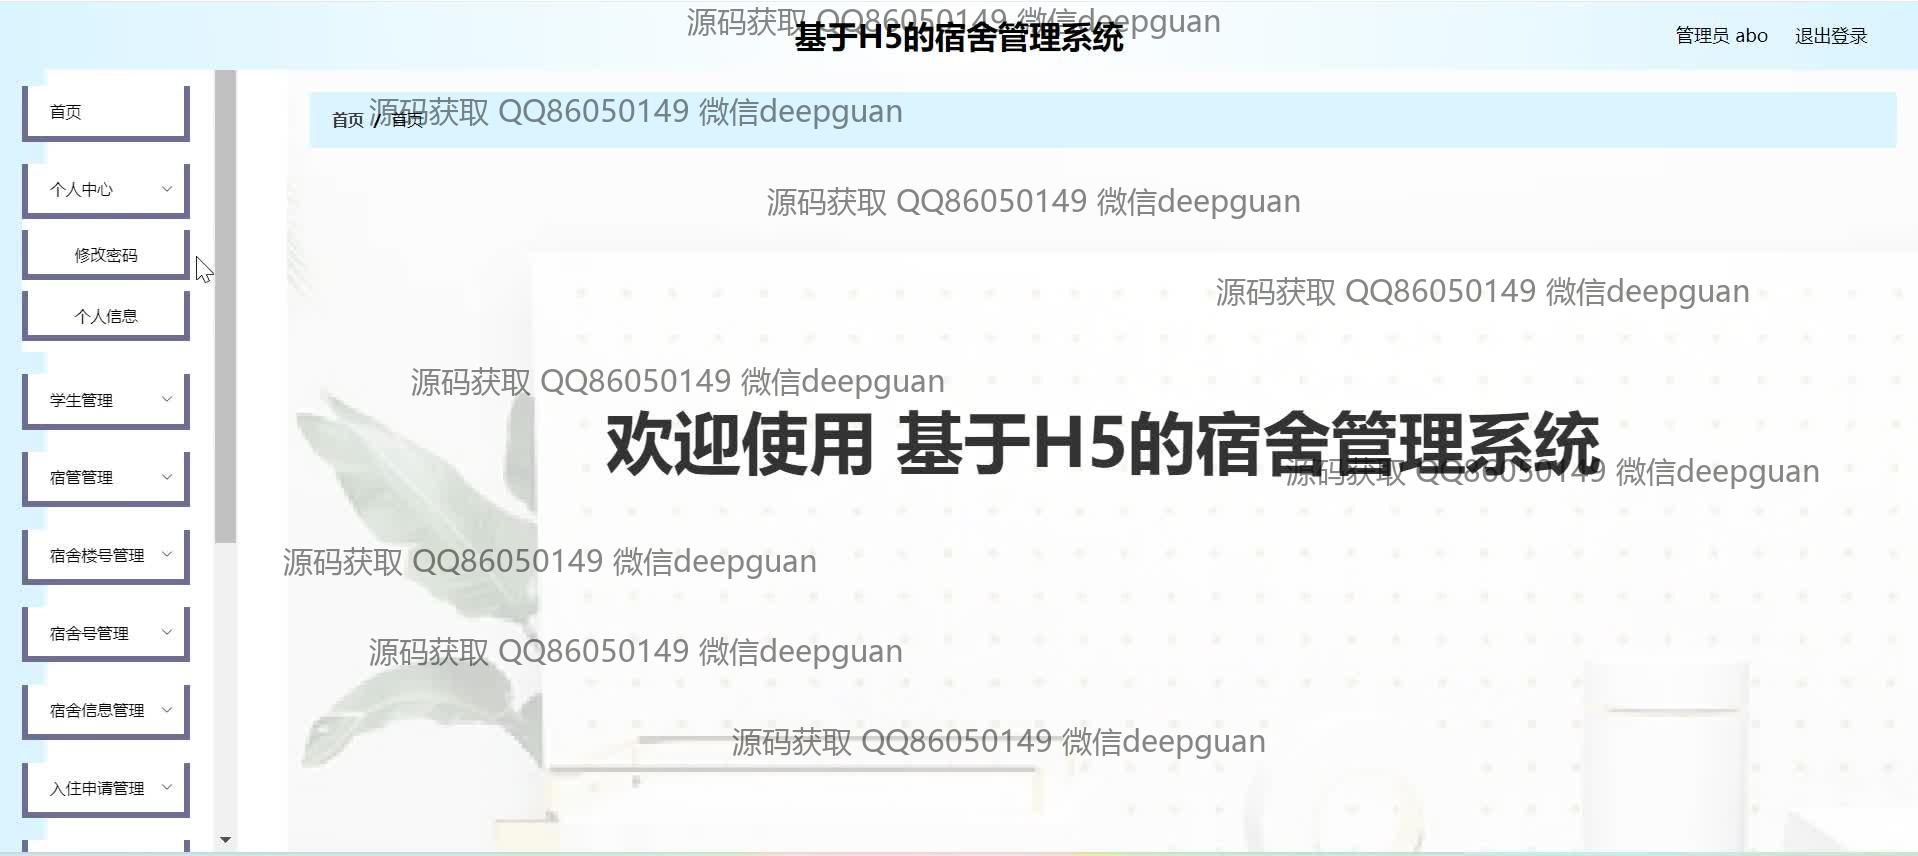 源码获取 QQ86050149 微信deepguan
基于H5的宿舍管理系统
管理员 abo 退出登录
首页
源码获取 QQ86050149 微信deepguan
首页 / 首页
个人中心
源码获取 QQ86050149 微信deepguan
修改密码
源码获取 QQ86050149 微信deepguan
个人信息
源码获取 QQ86050149 微信deepguan
学生管理
欢迎使用 基于H5的宿舍管理系统
源码获取 QQ86050149 微信deepguan
宿管管理
宿舍楼号管理
源码获取 QQ86050149 微信deepguan
宿舍号管理
源码获取 QQ86050149 微信deepguan
宿舍信息管理
源码获取 QQ86050149 微信deepguan
入住申请管理